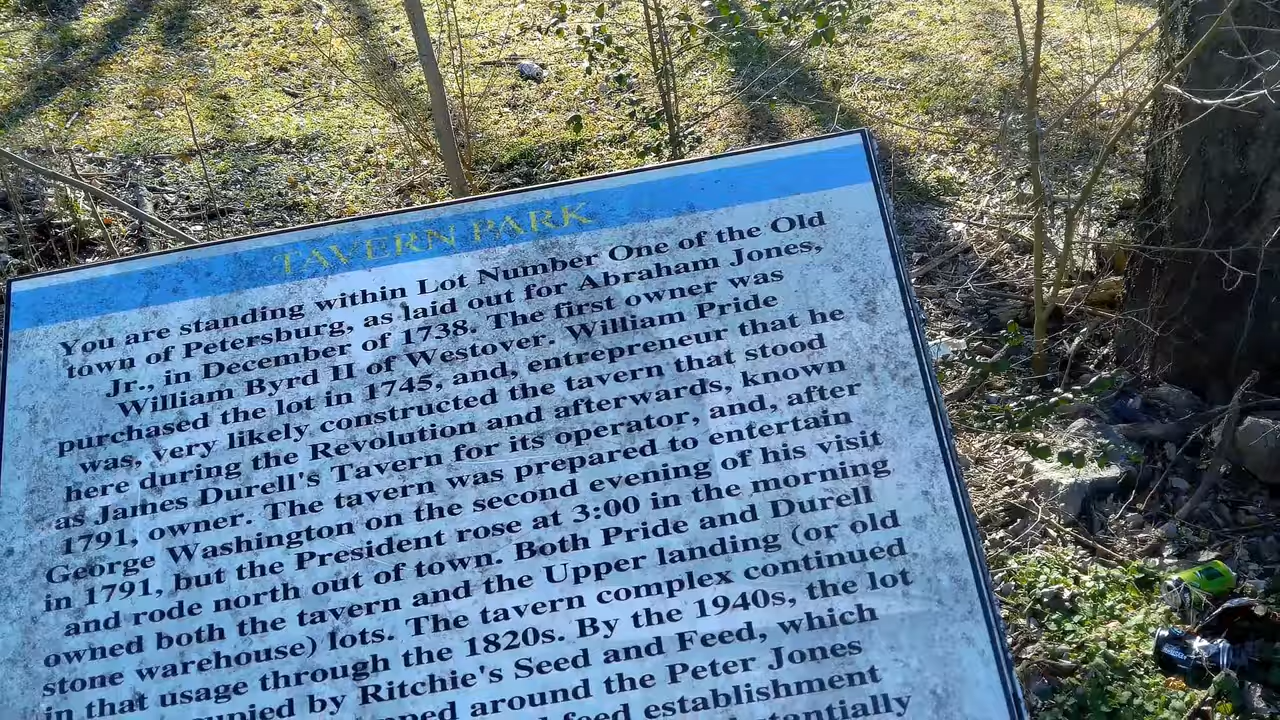 TAVERN PARK
You are standing within Lot Number One of the Old
town of Petersburg, as laid out for Abraham Jones,
Jr., in December of 1738. The first owner was
William Byrd II of Westover. William Pride
purchased the lot in 1745, and, entrepreneur that he
was, very likely constructed the tavern that stood
here during the Revolution and afterwards, known
as James Durell's Tavern for its operator, and, after
1791, owner. The tavern was prepared to entertain
George Washington on the second evening of his visit
in 1791, but the President rose at 3:00 in the morning
and rode north out of town. Both Pride and Durell
owned both the tavern and the Upper landing (or old
stone warehouse) lots. The tavern complex continued
in that usage through the 1820s. By the 1940s, the lot
by Ritchie's Seed and Feed, which
around the Peter Jones
feed establishment